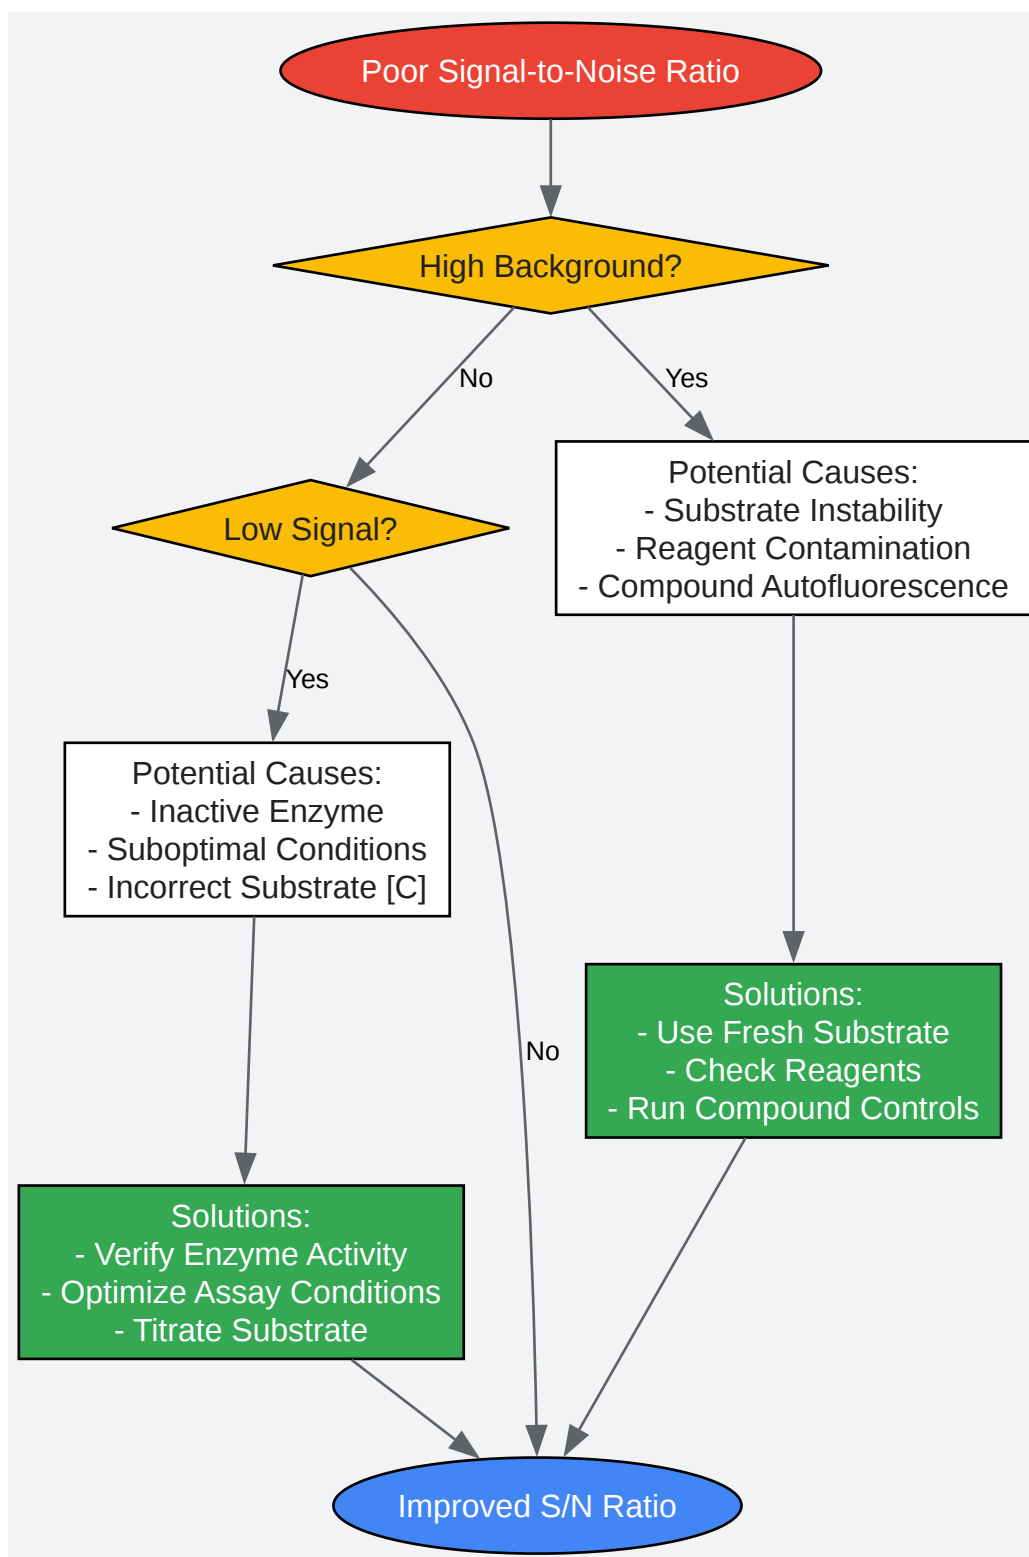 Poor Signal-to-Noise Ratio
High Background?
No
Yes
Potential Causes:
- Substrate Instability
- Reagent Contamination
- Compound Autofluorescence
Low Signal?
Yes
Potential Causes:
- Inactive Enzyme
- Suboptimal Conditions
- Incorrect Substrate [C]
No
Solutions:
- Use Fresh Substrate
- Check Reagents
- Run Compound Controls
Solutions:
- Verify Enzyme Activity
- Optimize Assay Conditions
- Titrate Substrate
Improved S/N Ratio